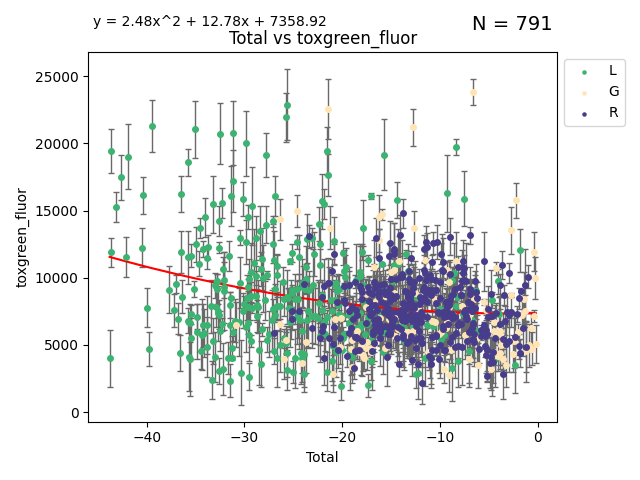 y = 2.48x^2 + 12.78x + 7358.92
N = 791
Total vs toxgreen_fluor
25000
20000
15000
10000
5000
0
toxgreen_fluor
−40
−30
−20
−10
0
Total
L
G
R